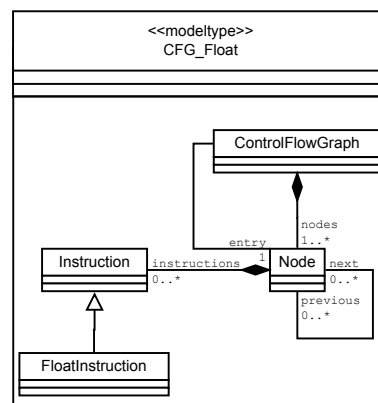 <<modeltype>>
CFG_Float
ControlFlowGraph
nodes
1..*
entry
1
Instruction
instructions
0..*
Node
next
0..*
previous
0..*
FloatInstruction